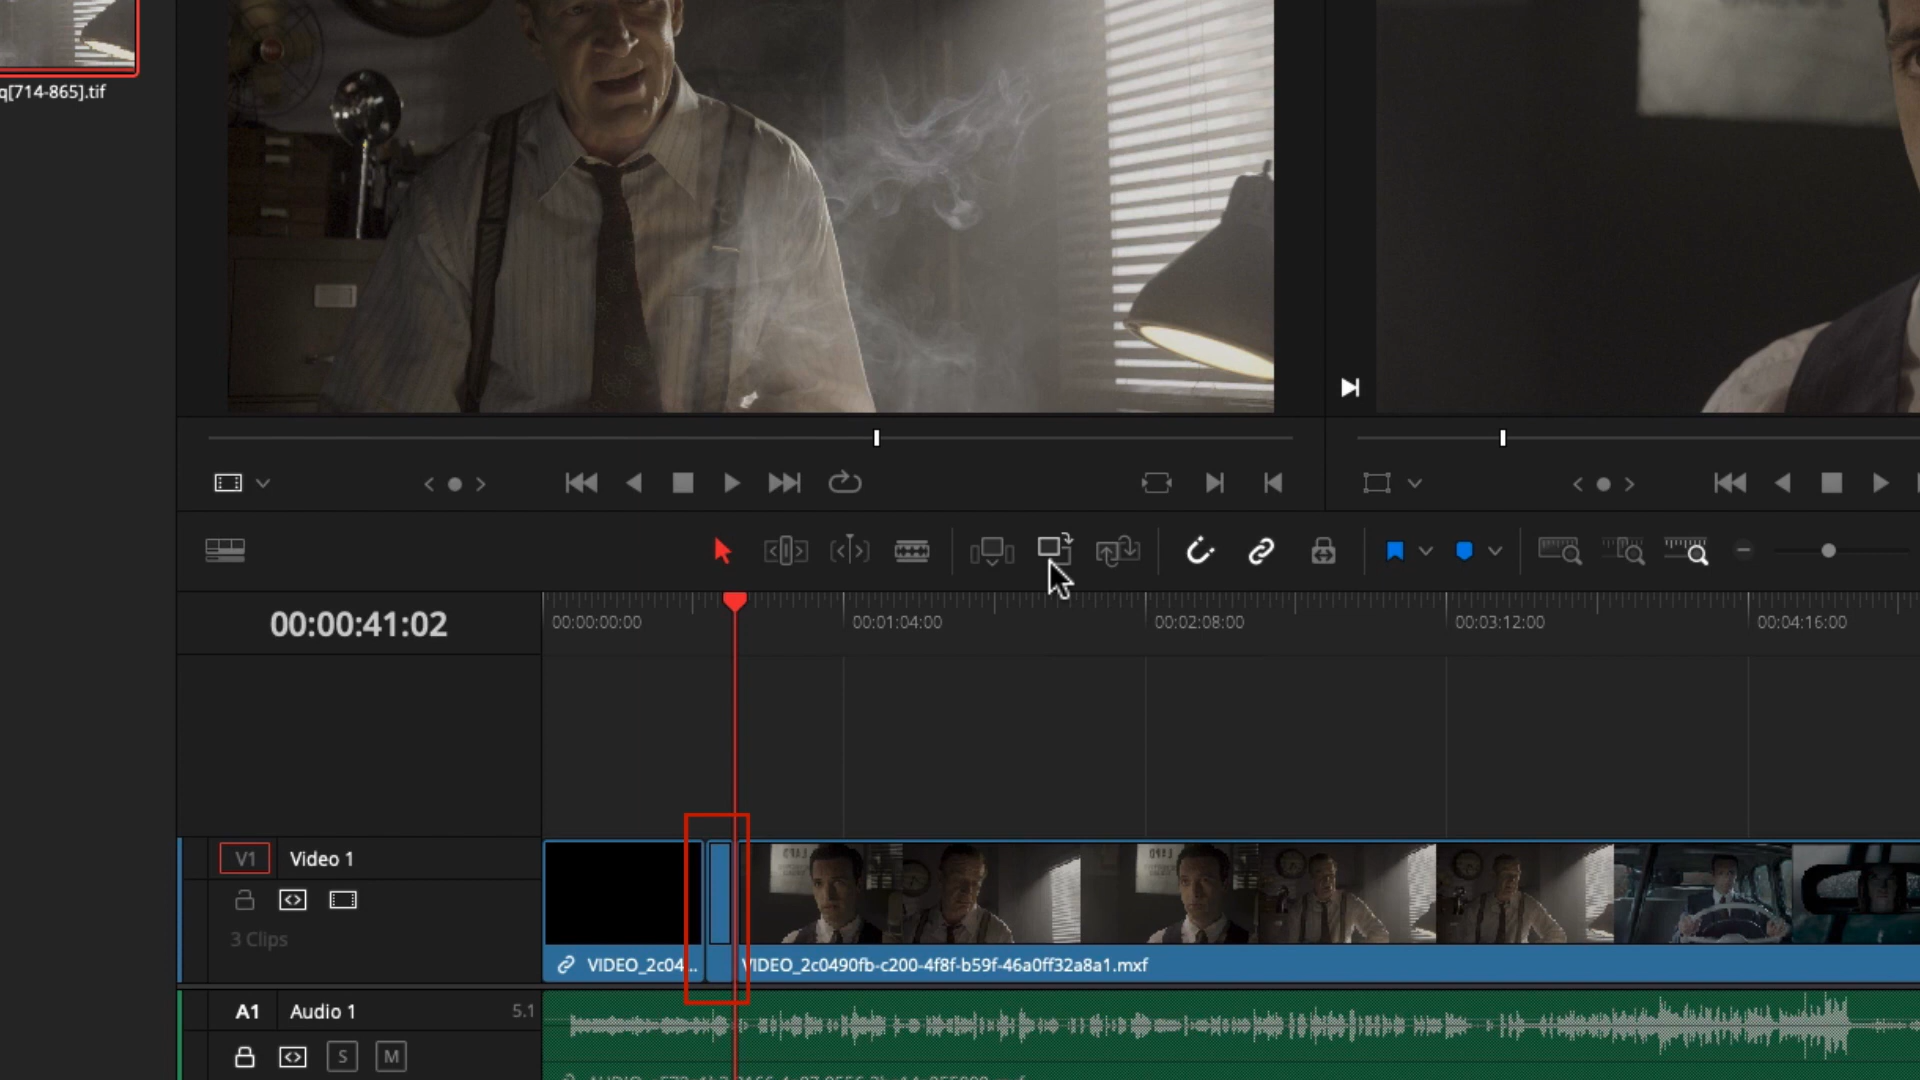 q[714-865].tif
00:00:41:02
00:00:00:00
00:01:04:00
00:02:08:00
00:03:12:00
00:04:16:00
V1
Video 1
3 Clips
VIDEO_2c04...
VIDEO_2c0490fb-c200-4f8f-b59f-46a0ff32a8a1.mxf
A1
Audio 1
5.1
S
M